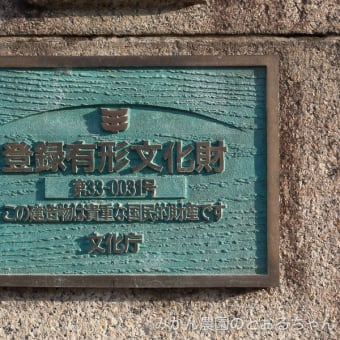 登録有形文化財
第33-0031号
この建造物は貴重な国民的財産です
文化庁
みかん農園のとおるちゃん